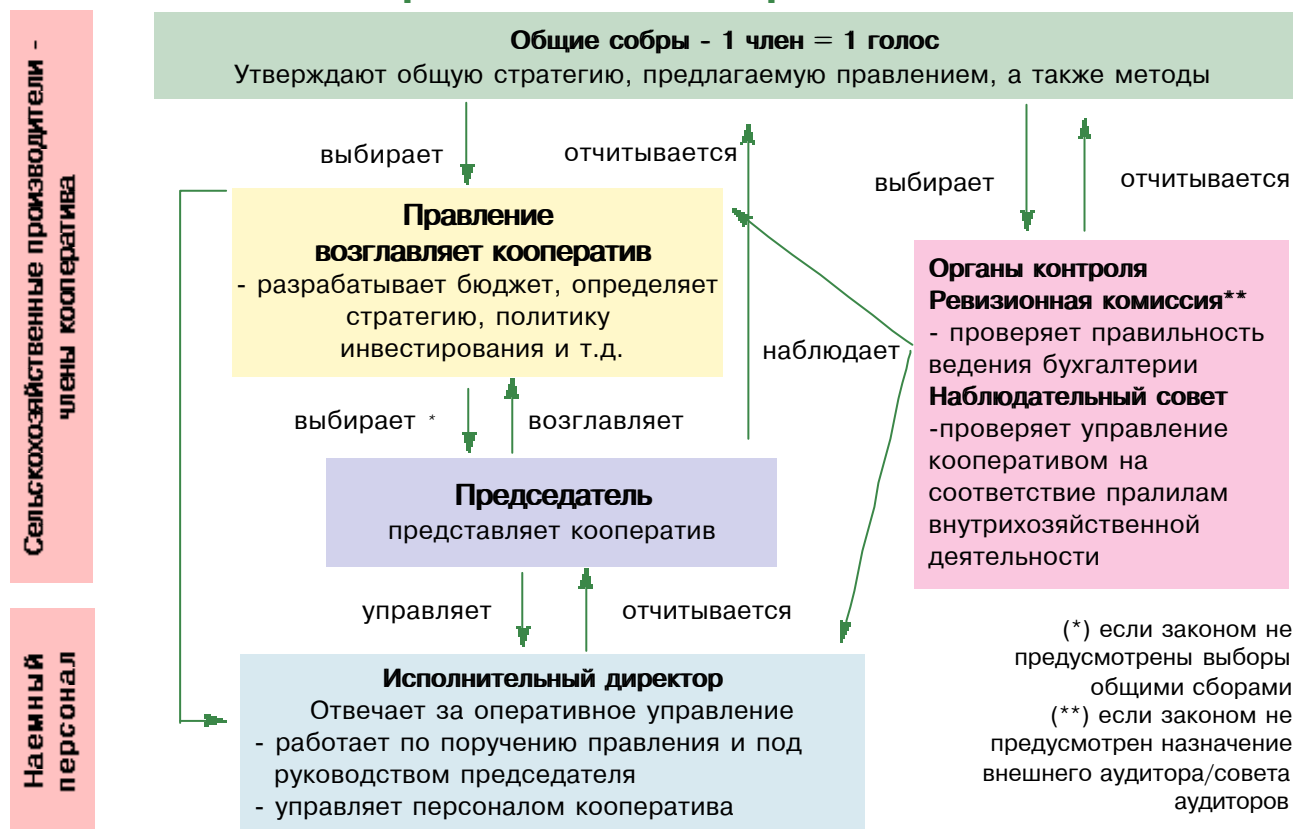 Сельскохозяйственные производители -
члены кооператива
Общие собры - 1 член = 1 голос
Утверждают общую стратегию, предлагаемую правлением, а также методы
выбирает
отчитывается
выбирает
отчитывается
Правление
возглавляет кооператив
- разрабатывает бюджет, определяет
стратегию, политику
инвестирования и т.д.
наблюдает
Органы контроля
Ревизионная комиссия**
- проверяет правильность
ведения бухгалтерии
Наблюдательный совет
-проверяет управление
кооперативом на
соответствие пралилам
внутрихозяйственной
деятельности
выбирает *
возглавляет
Председатель
представляет кооператив
управляет
отчитывается
Наемный
персонал
Исполнительный директор
Отвечает за оперативное управление
- работает по поручению правления и под
руководством председателя
- управляет персоналом кооператива
(*) если законом не
предусмотрены выборы
общими сборами
(**) если законом не
предусмотрен назначение
внешнего аудитора/совета
аудиторов